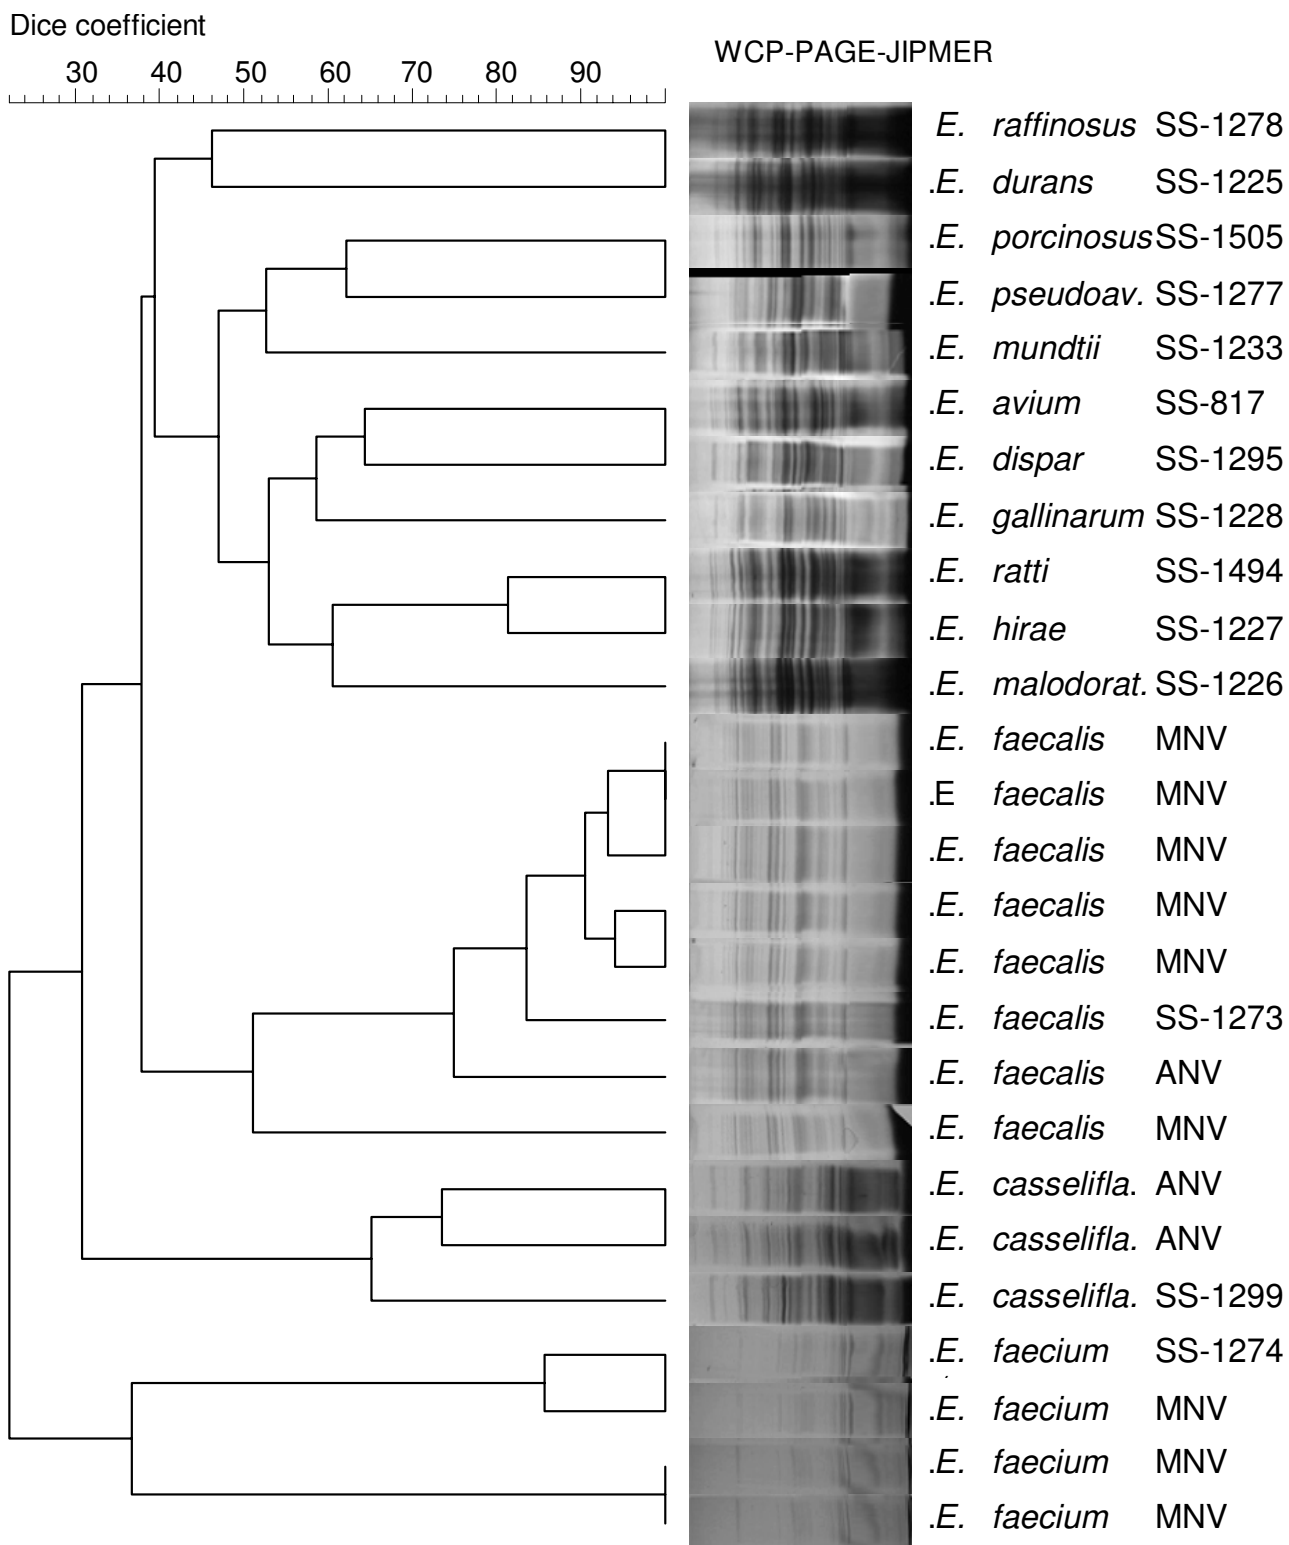 Dice coefficient
WCP-PAGE-JIPMER
30 40 50 60 70 80 90
.E. raffinosus SS-1278
.E. durans SS-1225
.E. porcinosus SS-1505
.E. pseudoav. SS-1277
.E. mundtii SS-1233
.E. avium SS-817
.E. dispar SS-1295
.E. gallinarum SS-1228
.E. ratti SS-1494
.E. hirae SS-1227
.E. malodorat. SS-1226
.E. faecalis MNV
.E faecalis MNV
.E. faecalis MNV
.E. faecalis MNV
.E. faecalis MNV
.E. faecalis SS-1273
.E. faecalis ANV
.E. faecalis MNV
.E. casselifla. ANV
.E. casselifla. ANV
.E. casselifla. SS-1299
.E. faecium SS-1274
.E. faecium MNV
.E. faecium MNV
.E. faecium MNV